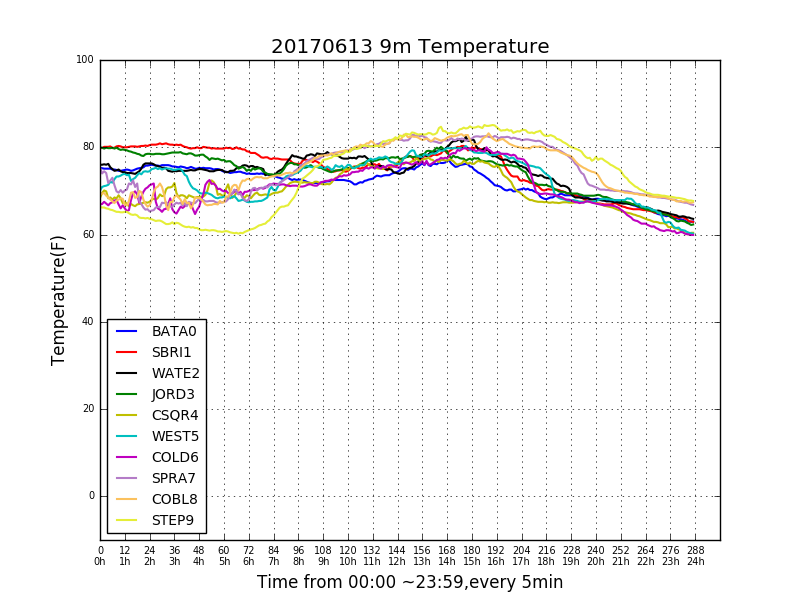 20170613 9m Temperature
100
80
60
40
20
0
Temperature(F)
BATA0
SBRI1
WATE2
JORD3
CSQR4
WEST5
COLD6
SPRA7
COBL8
STEP9
0 12 24 36 48 60 72 84 96 108 120 132 144 156 168 180 192 204 216 228 240 252 264 276 288
0h 1h 2h 3h 4h 5h 6h 7h 8h 9h 10h 11h 12h 13h 14h 15h 16h 17h 18h 19h 20h 21h 22h 23h 24h
Time from 00:00 ~23:59,every 5min